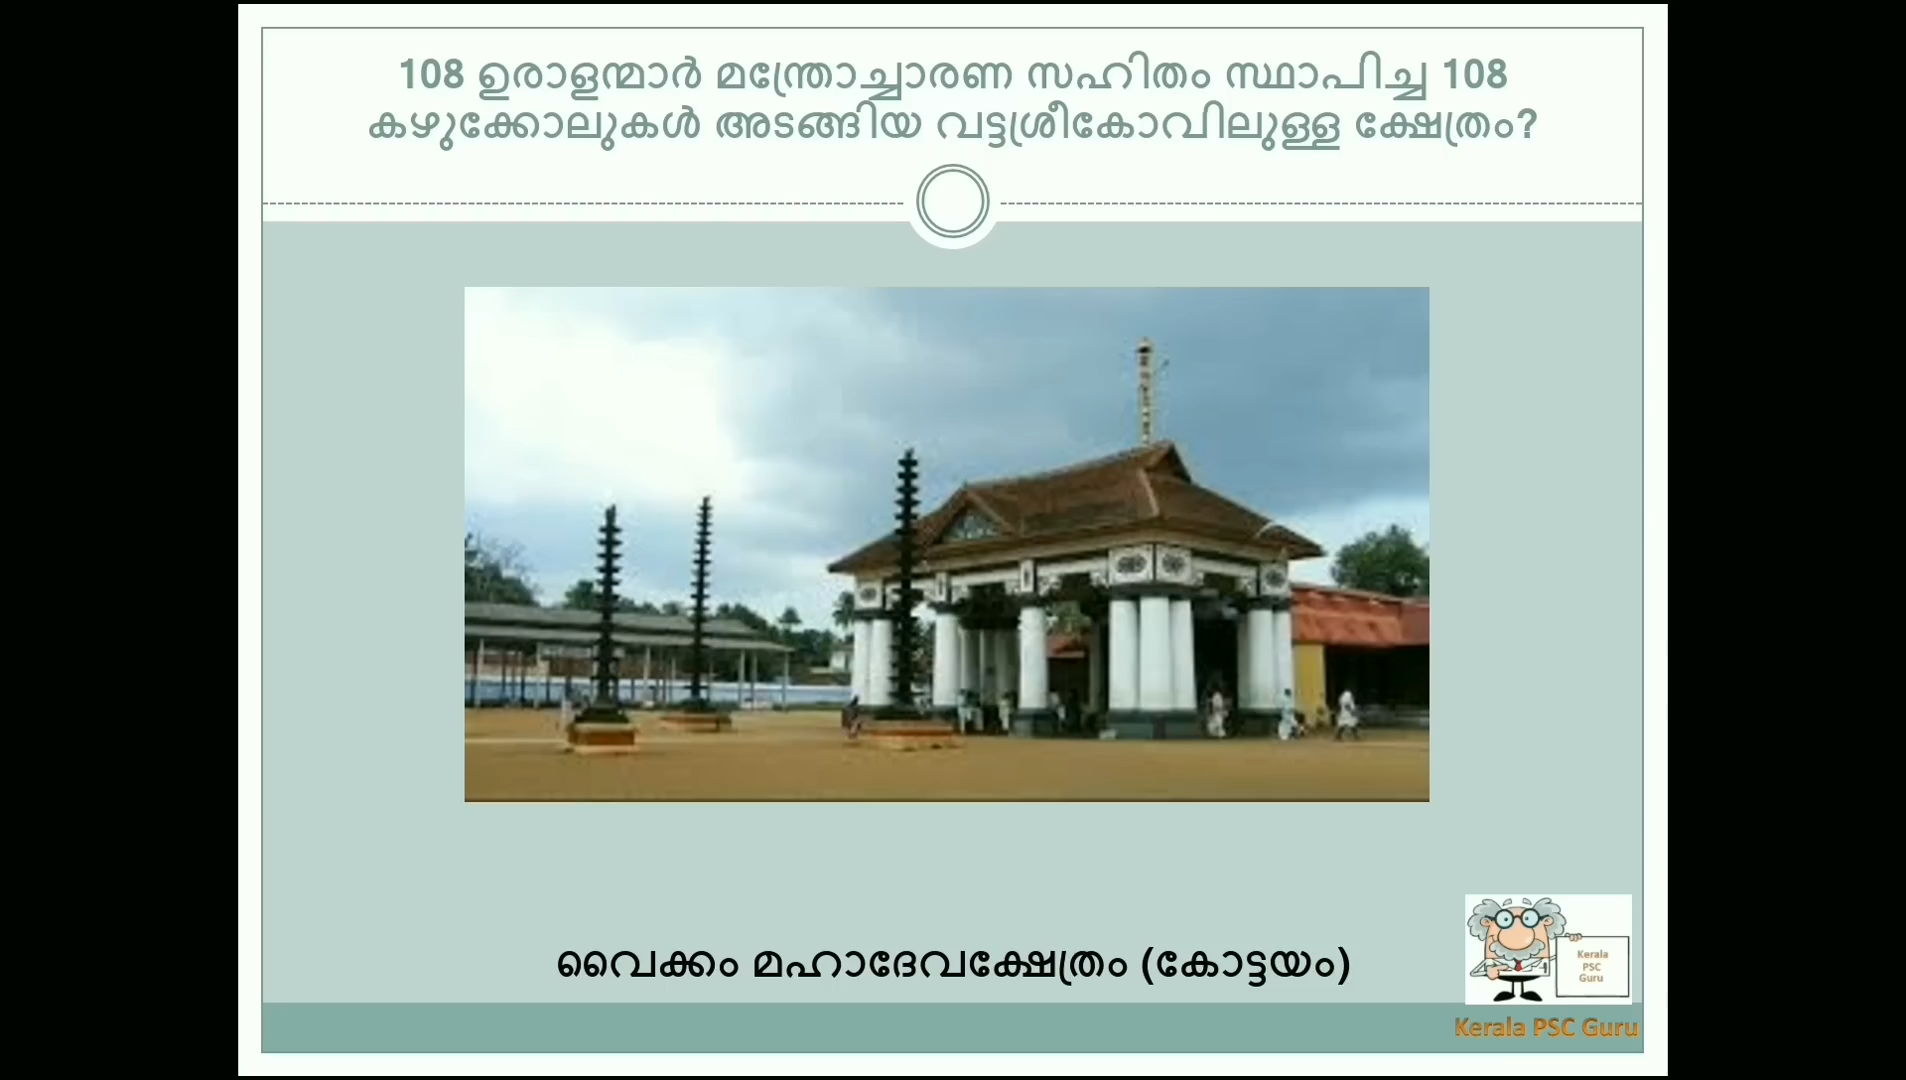 108 ഉരാളന്മാർ മന്ത്രോച്ചാരണ സഹിതം സ്ഥാപിച്ച 108
കഴുക്കോലുകൾ അടങ്ങിയ വട്ടശ്രീകോവിലുള്ള ക്ഷേത്രം?
വൈക്കം മഹാദേവക്ഷേത്രം (കോട്ടയം)
Kerala
PSC
Guru
Kerala PSC Guru